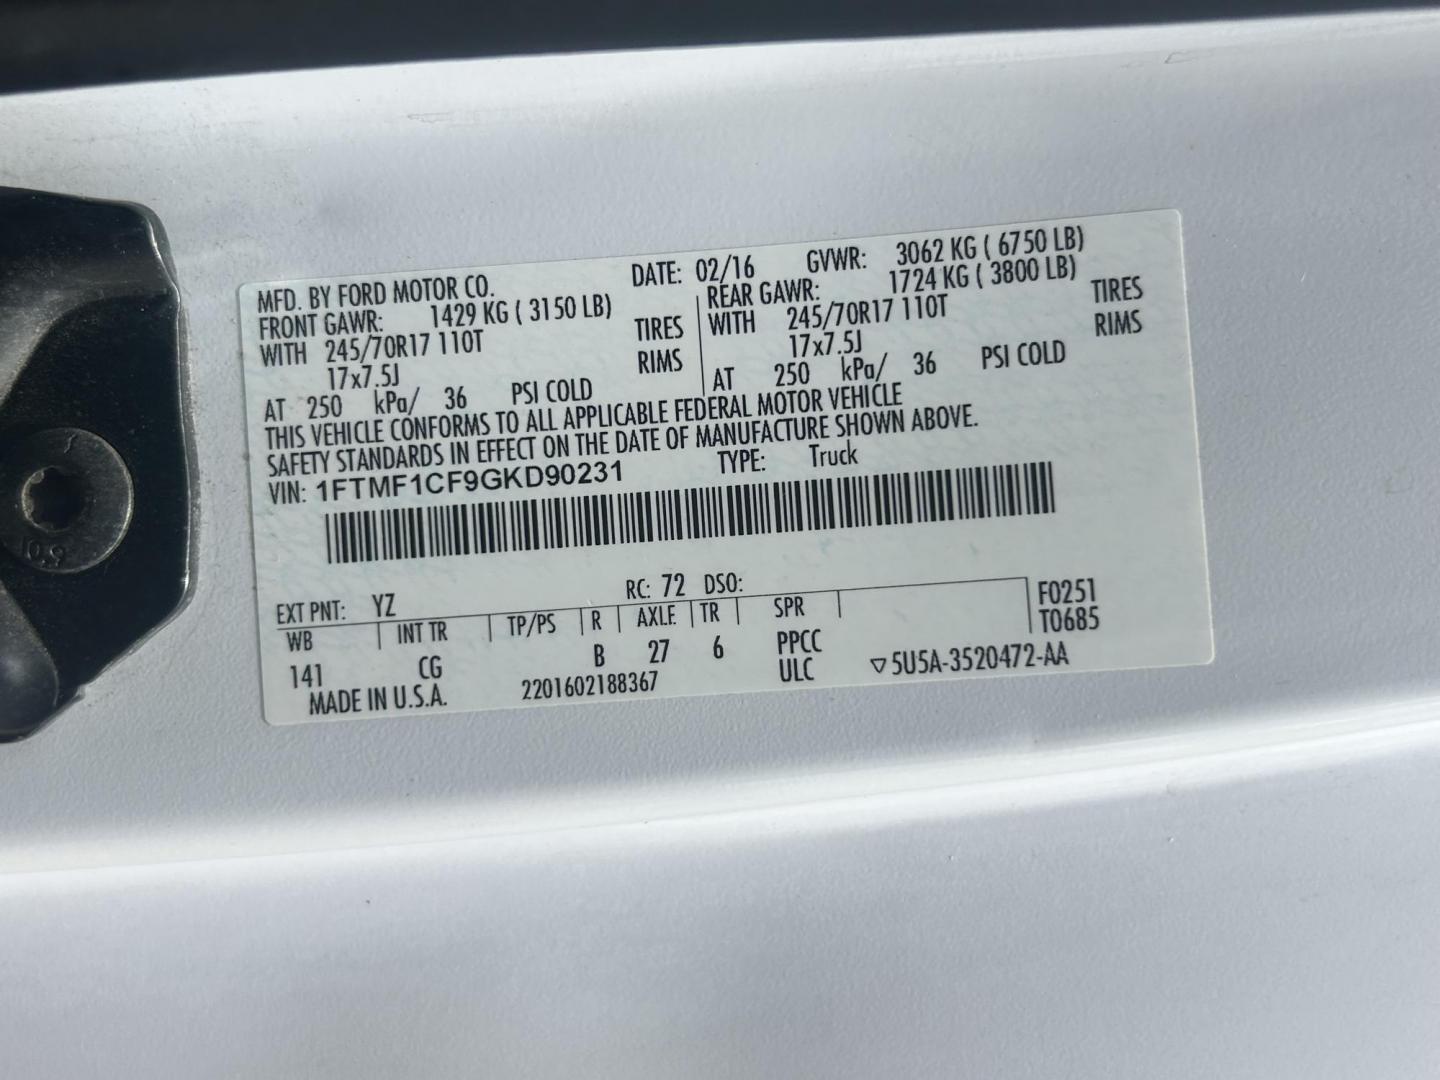 MFD. BY FORD MOTOR CO. DATE: 02/16 GVWR: 3062 KG ( 6750 LB)
FRONT GAWR: 1429 KG ( 3150 LB) REAR GAWR: 1724 KG ( 3800 LB)
WITH 245/70R17 110T TIRES WITH 245/70R17 110T TIRES
17x7.5J RIMS 17x7.5J RIMS
AT 250 kPa/ 36 PSI COLD AT 250 kPa/ 36 PSI COLD
THIS VEHICLE CONFORMS TO ALL APPLICABLE FEDERAL MOTOR VEHICLE
SAFETY STANDARDS IN EFFECT ON THE DATE OF MANUFACTURE SHOWN ABOVE.
VIN: 1FTMF1CF9GKD90231 TYPE: Truck
EXT PNT: YZ RC: 72 DSO:
WB INT TR TP/PS R AXLE TR SPR F0251
T0685
141 CG B 27 6 PPCC
ULC ▽5U5A-3520472-AA
MADE IN U.S.A. 2201602188367
10.9